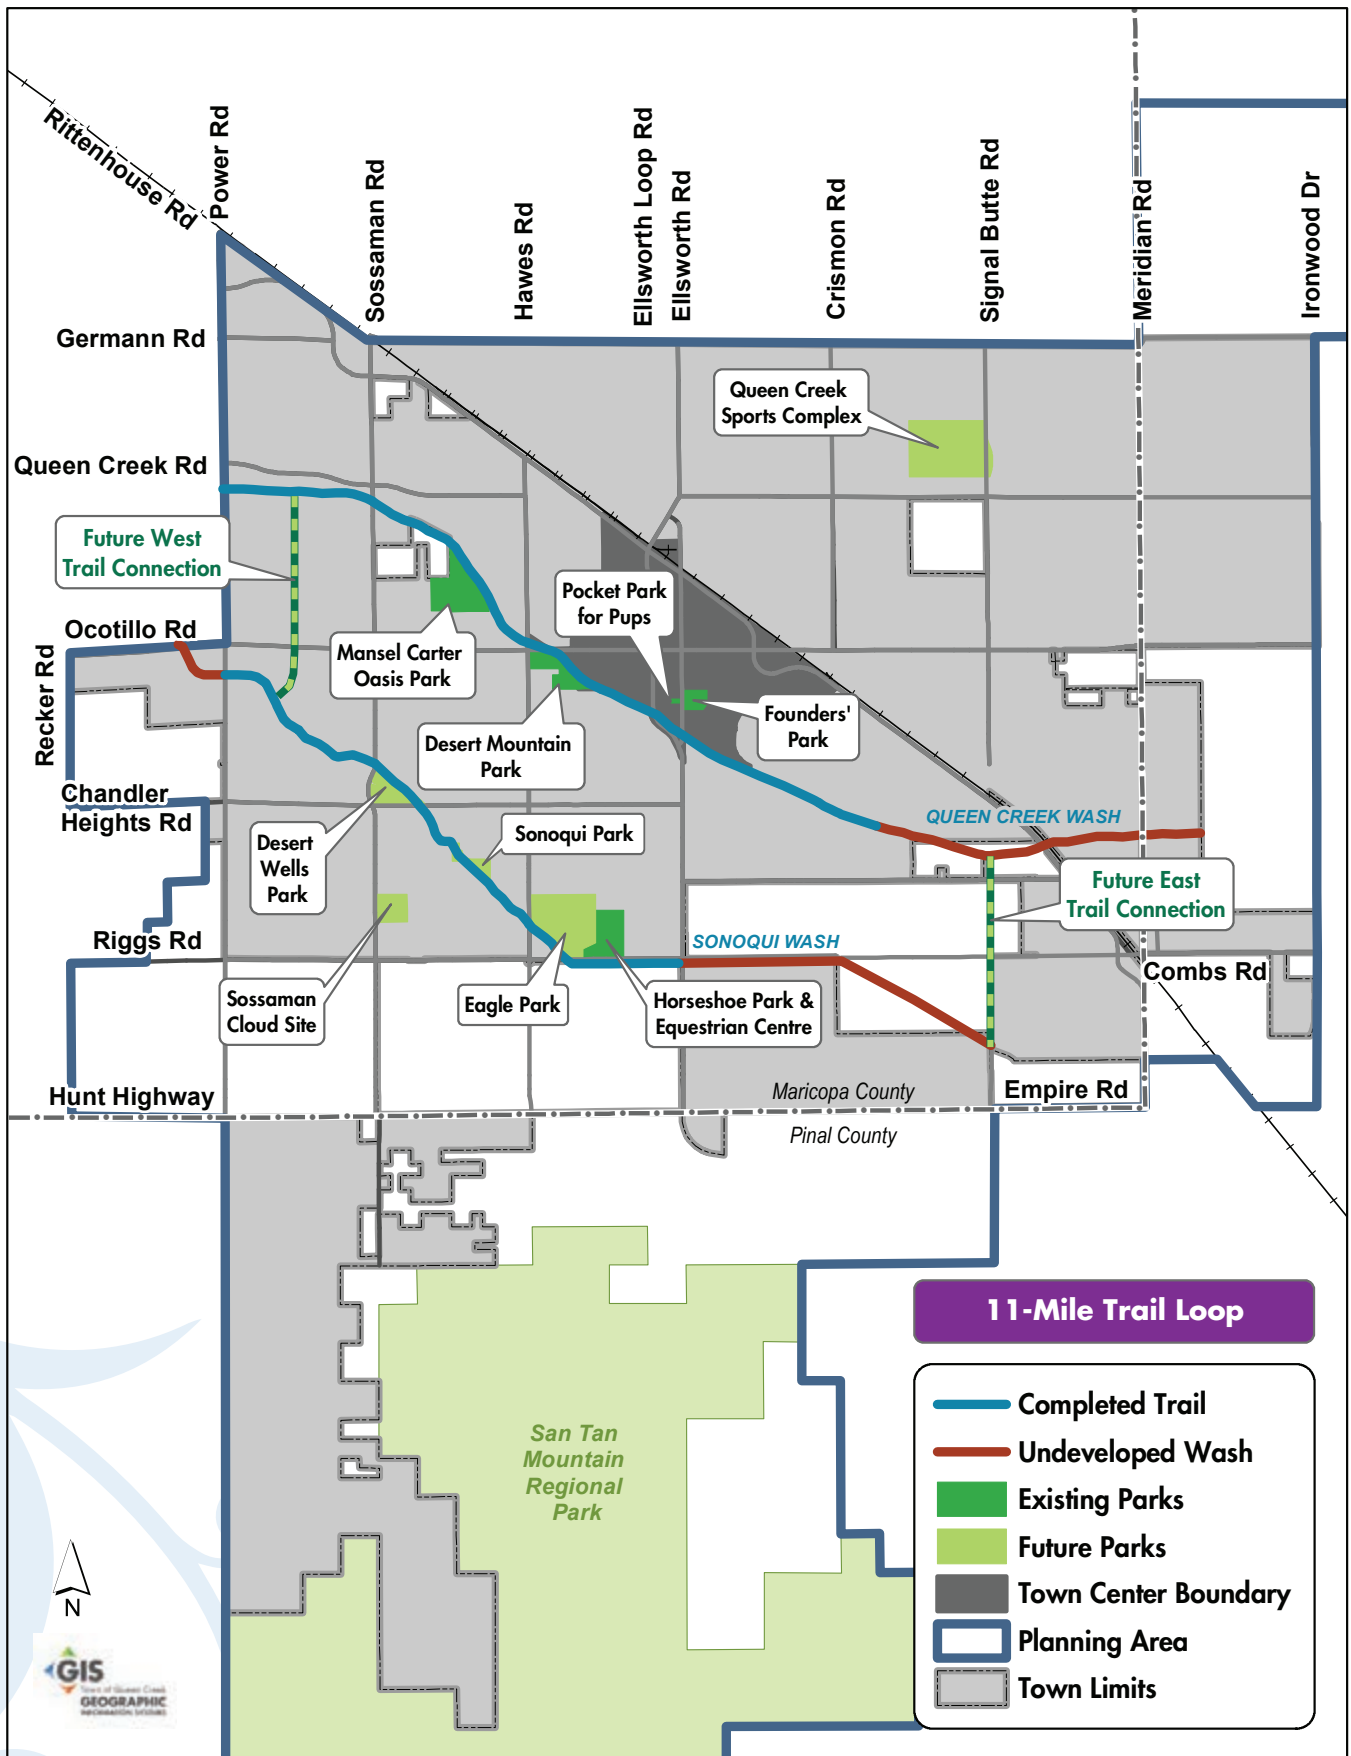 Rittenhouse Rd
Power Rd
Sossaman Rd
Hawes Rd
Ellsworth Loop Rd
Ellsworth Rd
Crismon Rd
Signal Butte Rd
Meridian Rd
Ironwood Dr
Germann Rd
Queen Creek
Sports Complex
Queen Creek Rd
Future West
Trail Connection
Pocket Park
for Pups
Ocotillo Rd
Mansel Carter
Oasis Park
Recker Rd
Founders'
Park
Desert Mountain
Park
Chandler
Heights Rd
QUEEN CREEK WASH
Sonoqui Park
Desert
Wells
Park
Future East
Trail Connection
Riggs Rd
SONOQUI WASH
Combs Rd
Sossaman
Cloud Site
Eagle Park
Horseshoe Park &
Equestrian Centre
Hunt Highway
Maricopa County
Empire Rd
Pinal County
11-Mile Trail Loop
Completed Trail
Undeveloped Wash
Existing Parks
Future Parks
Town Center Boundary
Planning Area
Town Limits
San Tan
Mountain
Regional
Park
N
GIS
Town of Queen Creek
GEOGRAPHIC
INFORMATION SYSTEMS